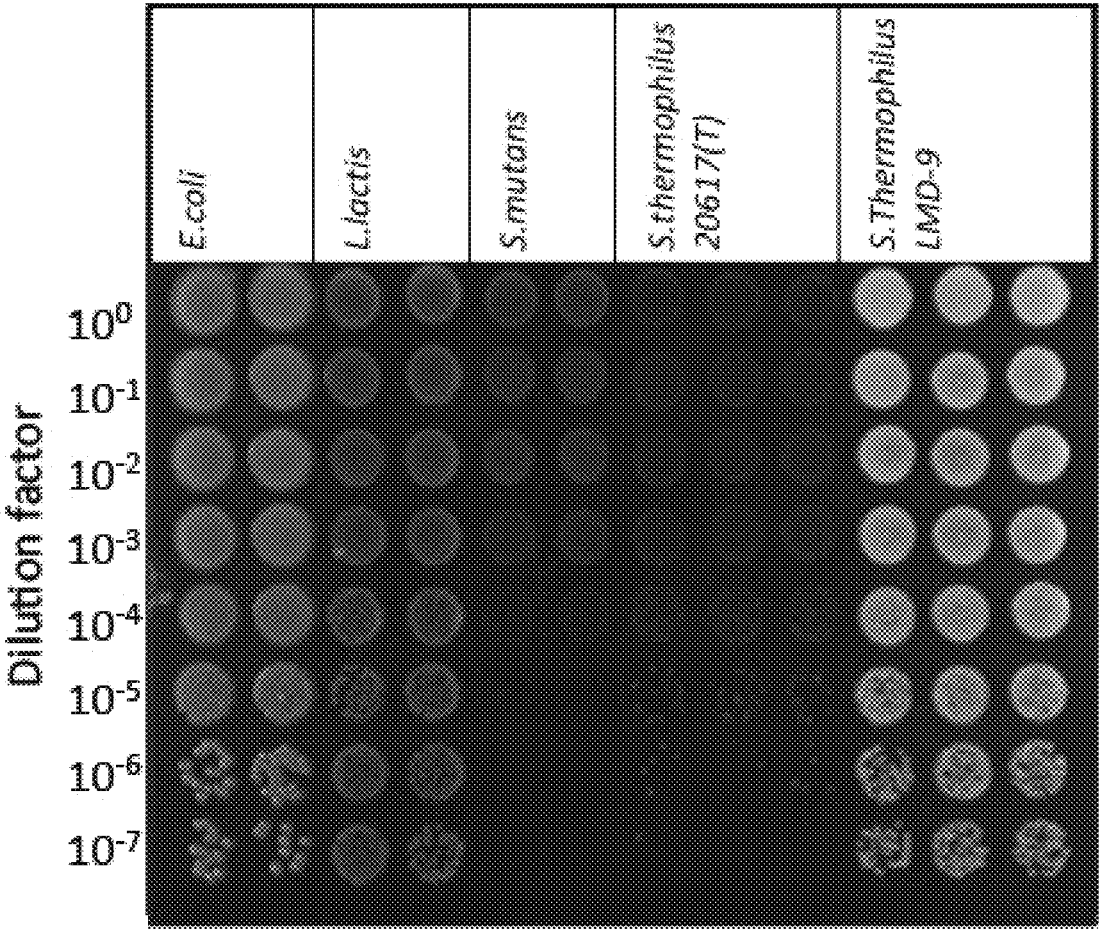 E.coli
L.lactis
S.mutans
S.thermophilus
20617(T)
S.Thermophilus
LMD-9
Dilution factor
10⁰
10⁻¹
10⁻²
10⁻³
10⁻⁴
10⁻⁵
10⁻⁶
10⁻⁷